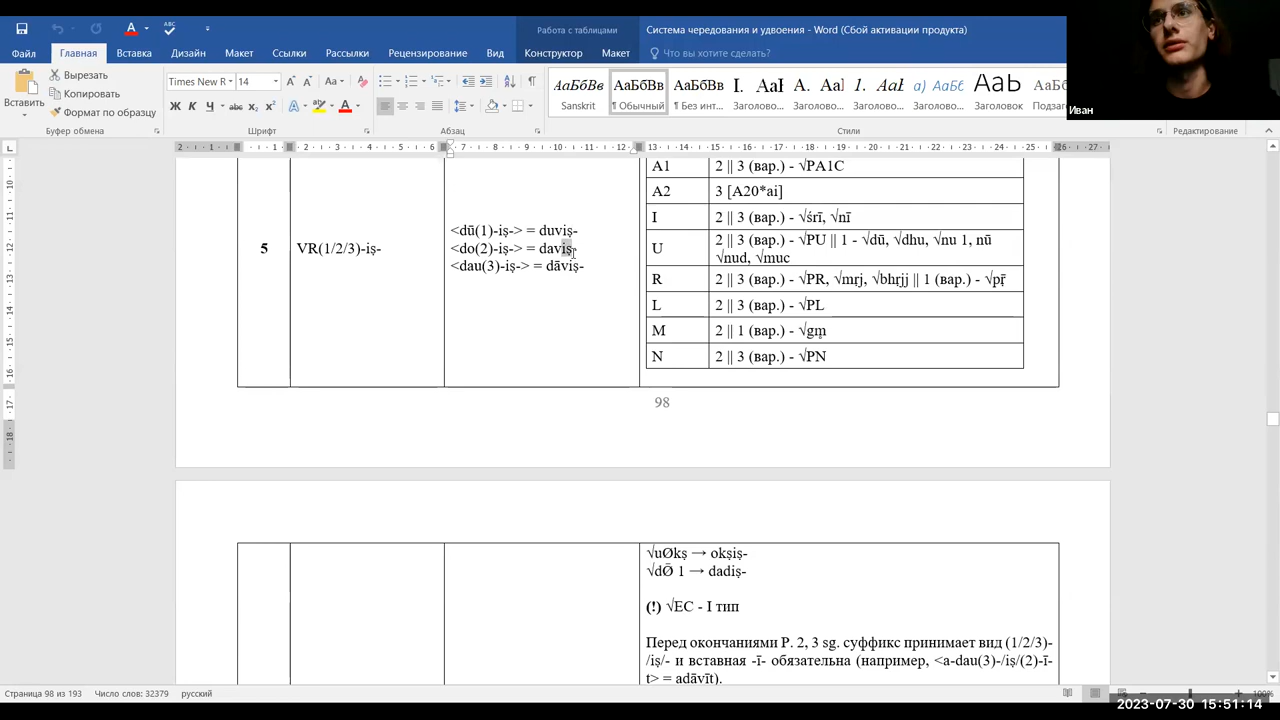 Система чередования и удвоения - Word (Сбой активации продукта)
Работа с таблицами
Файл Главная Вставка Дизайн Макет Ссылки Рассылки Рецензирование Вид Конструктор Макет Что вы хотите сделать?
Вставить
Вырезать
Копировать
Формат по образцу
Буфер обмена
Times New R 14
Ж К Ч abc x₂ x²
Шрифт
Абзац
АаБбВв АаБбВв АаБбВв
Sanskrit ¶ Обычный ¶ Без инт... Заголово... Заголово... Заголово... Заголово... Заголовок Подзаг
Стили
Редактирование
Иван
A1 2 || 3 (вар.) - √PA1C
A2 3 [A20*ai]
I 2 || 3 (вар.) - √śrī, √nī
U 2 || 3 (вар.) - √PU || 1 - √dū, √dhu, √nu 1, nū
√nud, √muc
R 2 || 3 (вар.) - √PR, √mṛj, √bhṛjj || 1 (вар.) - √pṝ
L 2 || 3 (вар.) - √PL
M 2 || 1 (вар.) - √gm̥
N 2 || 3 (вар.) - √PN
5 VR(1/2/3)-iṣ-
<dū(1)-iṣ-> = duviṣ-
<do(2)-iṣ-> = daviṣ-
<dau(3)-iṣ-> = dāviṣ-
98
√uØkṣ → okṣiṣ-
√dØ̄ 1 → dadiṣ-
(!) √EC - I тип
Перед окончаниями P. 2, 3 sg. суффикс принимает вид (1/2/3)-
/iṣ/- и вставная -ī- обязательна (например, <a-dau(3)-/iṣ/(2)-ī-
t> = adāvīt).
Страница 98 из 193 Число слов: 32379 русский
100%
2023-07-30 15:51:14